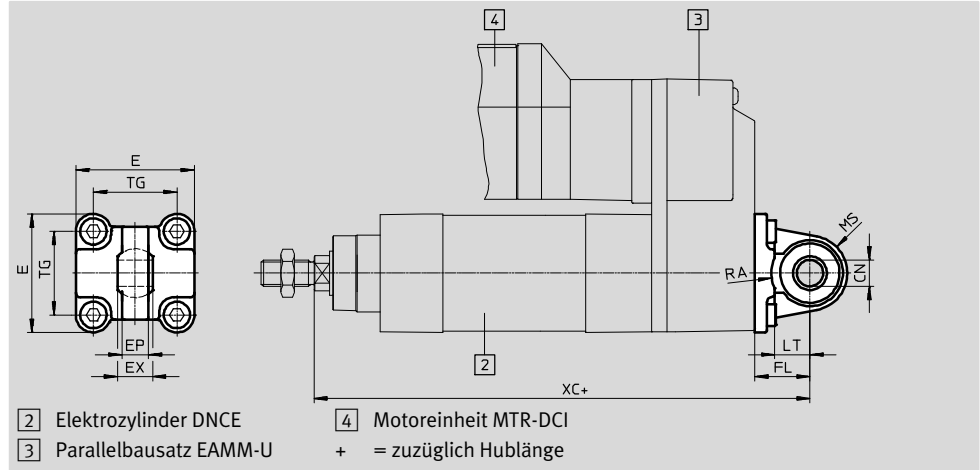 4
3
E
TG
E
TG
EP
EX
MS
CN
RA
LT
FL
2
XC+
2 Elektrozylinder DNCE
4 Motoreinheit MTR-DCI
3 Parallelbausatz EAMM-U
+ = zuzüglich Hublänge